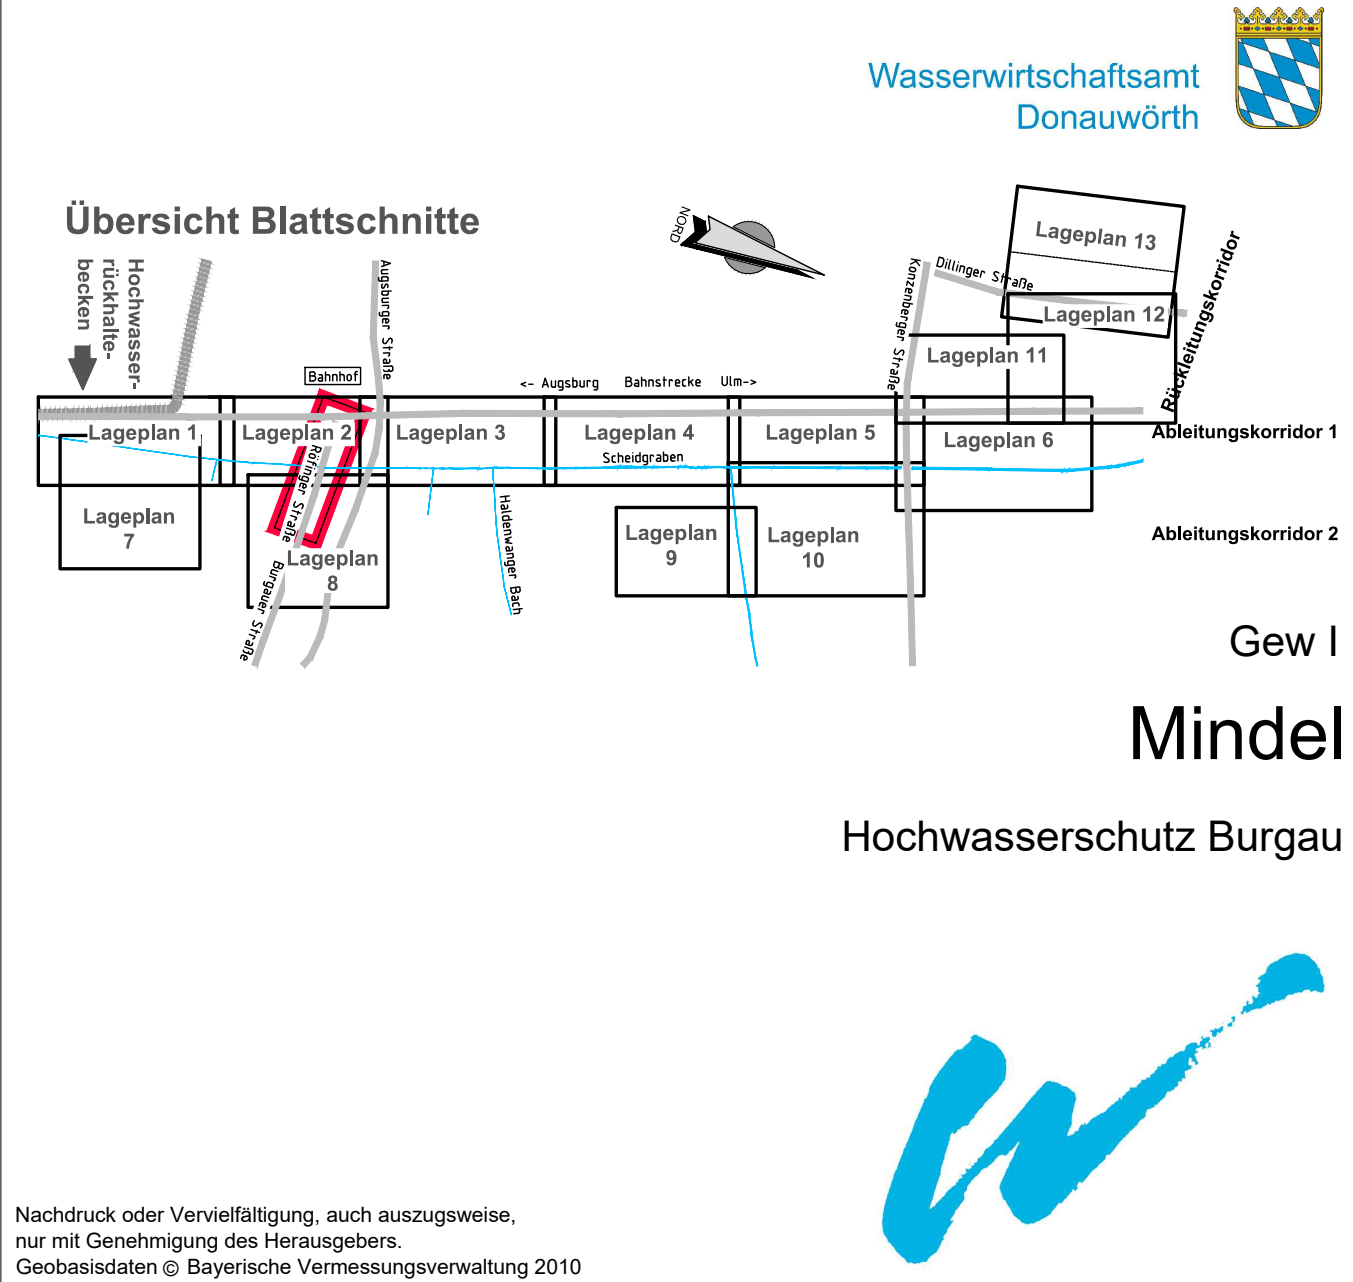 Wasserwirtschaftsamt
Donauwörth
Übersicht Blattschnitte
NORD
Hochwasser-
rückhalte-
becken
Augsburger Straße
Konzenberger Straße
Dillinger Straße
Lageplan 13
Lageplan 12
Rückleitungskorridor
Lageplan 11
Bahnhof
<- Augsburg Bahnstrecke Ulm->
Lageplan 1
Lageplan 2
Lageplan 3
Lageplan 4
Lageplan 5
Lageplan 6
Ableitungskorridor 1
Scheidgraben
Röfinger Straße
Haldenwanger Bach
Lageplan
7
Lageplan
8
Burgauer Straße
Lageplan
9
Lageplan
10
Ableitungskorridor 2
Gew I
Mindel
Hochwasserschutz Burgau
Nachdruck oder Vervielfältigung, auch auszugsweise,
nur mit Genehmigung des Herausgebers.
Geobasisdaten © Bayerische Vermessungsverwaltung 2010